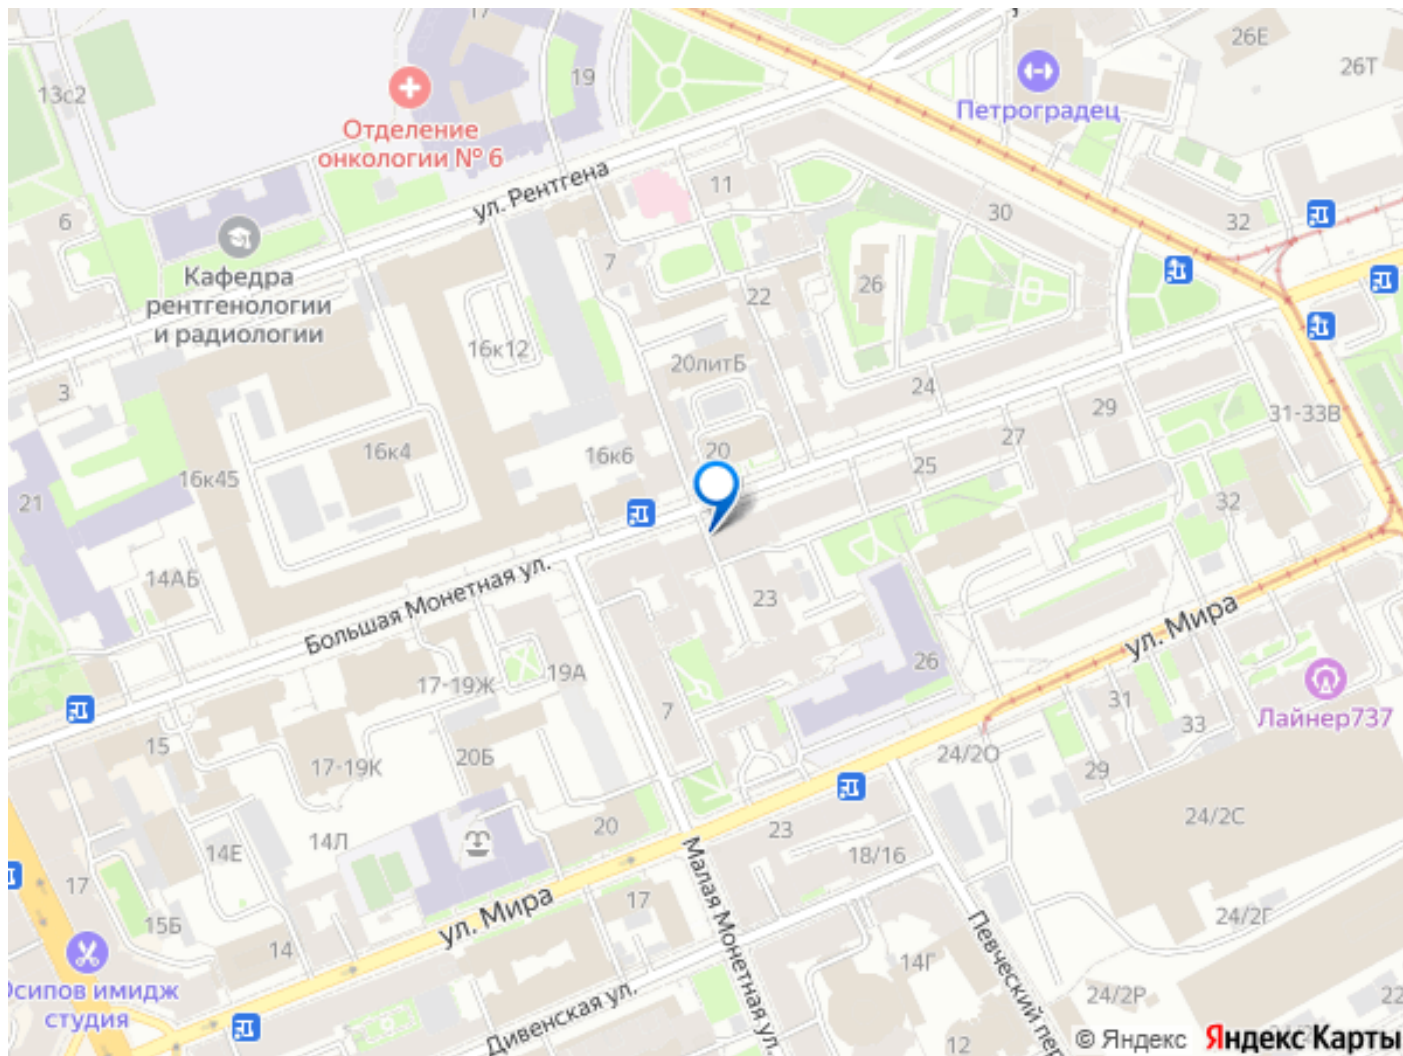 17
26Е
26Т
19
13с2
Петроградец
Отделение
онкологии № 6
ул. Рентгена
11
30
32
6
Кафедра
рентгенологии
и радиологии
7
22
26
16к12
20литБ
3
24
29
31-33В
27
16к4
16к6
20
25
16к45
21
32
14АБ
Большая Монетная ул.
23
ул. Мира
26
19А
17-19Ж
7
31
Лайнер737
33
15
20Б
17-19К
24/2О
29
24/2С
14Л
20
23
14Е
18/16
17
Малая Монетная ул.
15Б
ул. Мира
17
14
Певческий пер
24/2Г
14Г
Осипов имидж
студия
Дивенская ул.
24/2Р
22
12
© Яндекс Яндекс Карты